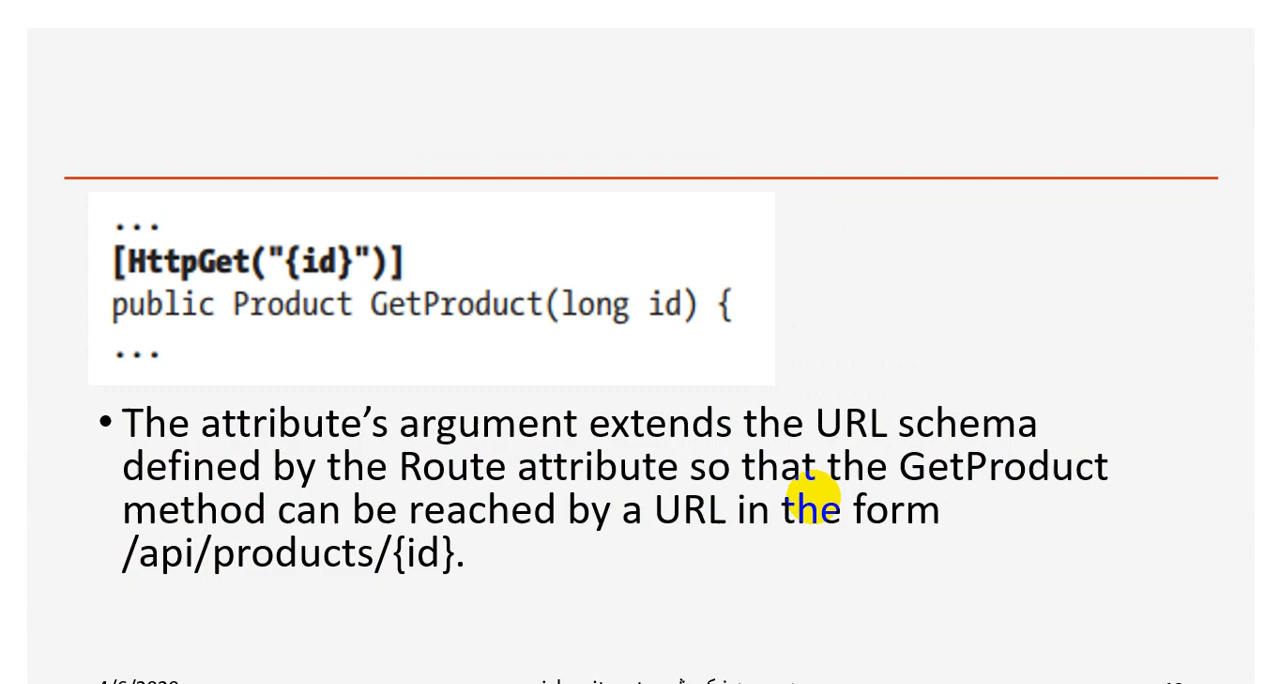 ...
[HttpGet("{id}")]
public Product GetProduct(long id) {
...
• The attribute’s argument extends the URL schema
defined by the Route attribute so that the GetProduct
method can be reached by a URL in the form
/api/products/{id}.